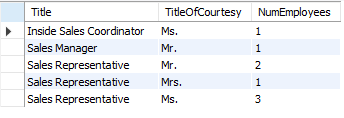 Title TitleOfCourtesy NumEmployees
Inside Sales Coordinator Ms. 1
Sales Manager Mr. 1
Sales Representative Mr. 2
Sales Representative Mrs. 1
Sales Representative Ms. 3